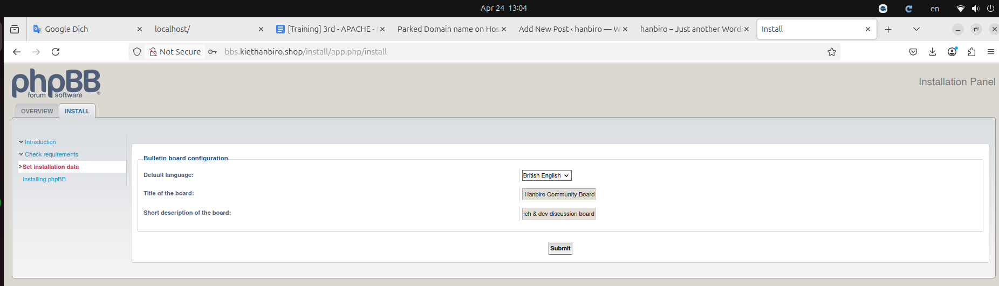 Apr 24 13:04
en
Google Dịch
localhost/
[Training] 3rd - APACHE -
Parked Domain name on Hos
Add New Post ‹ hanbiro — W
hanbiro – Just another Word
Install
Not Secure
bbs.kiethanbiro.shop/install/app.php/install
phpBB
forum software
®
Installation Panel
OVERVIEW
INSTALL
Introduction
Check requirements
Set installation data
Installing phpBB
Bulletin board configuration
Default language:
British English
Title of the board:
Hanbiro Community Board
Short description of the board:
ech & dev discussion board
Submit